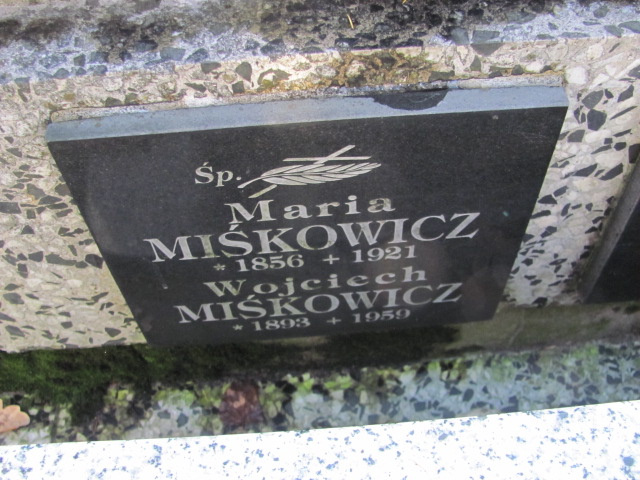 Śp.
Maria
MIŚKOWICZ
* 1856 + 1921
Wojciech
MIŚKOWICZ
* 1893 + 1959